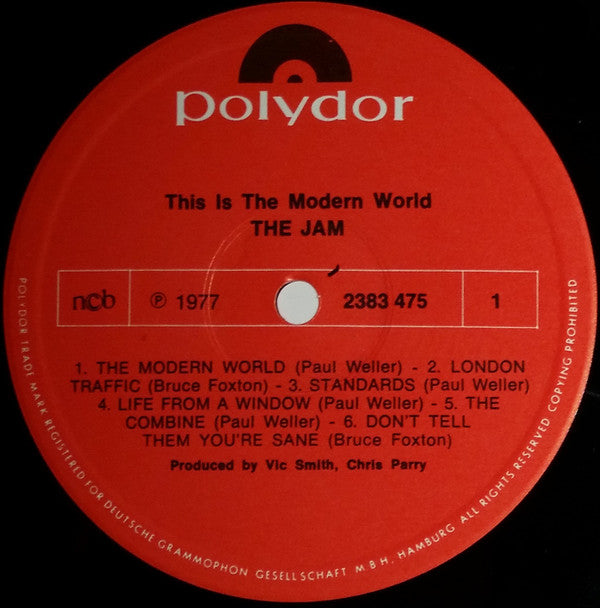 polydor
This Is The Modern World
THE JAM
ncb
℗ 1977
2383 475
1
1. THE MODERN WORLD (Paul Weller) - 2. LONDON
TRAFFIC (Bruce Foxton) - 3. STANDARDS (Paul Weller)
4. LIFE FROM A WINDOW (Paul Weller) - 5. THE
COMBINE (Paul Weller) - 6. DON'T TELL
THEM YOU'RE SANE (Bruce Foxton)
Produced by Vic Smith, Chris Parry
POLYDOR TRADE MARK REGISTERED FOR DEUTSCHE GRAMMOPHON GESELLSCHAFT M.B.H. HAMBURG ALL RIGHTS RESERVED COPYING PROHIBITED